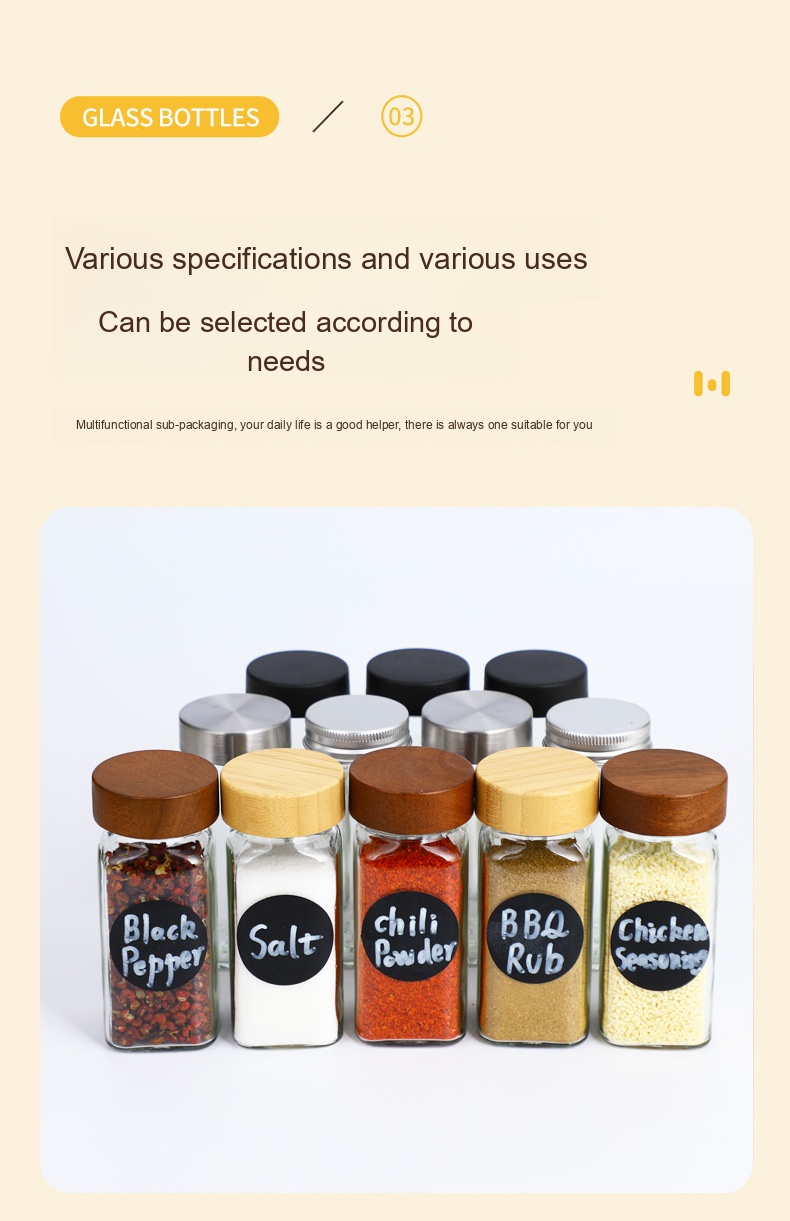 GLASS BOTTLES
03
Various specifications and various uses
Can be selected according to
needs
Multifunctional sub-packaging, your daily life is a good helper, there is always one suitable for you
Black
Pepper
Salt
chili
Powder
BBQ
Rub
Chicken
Seasoning